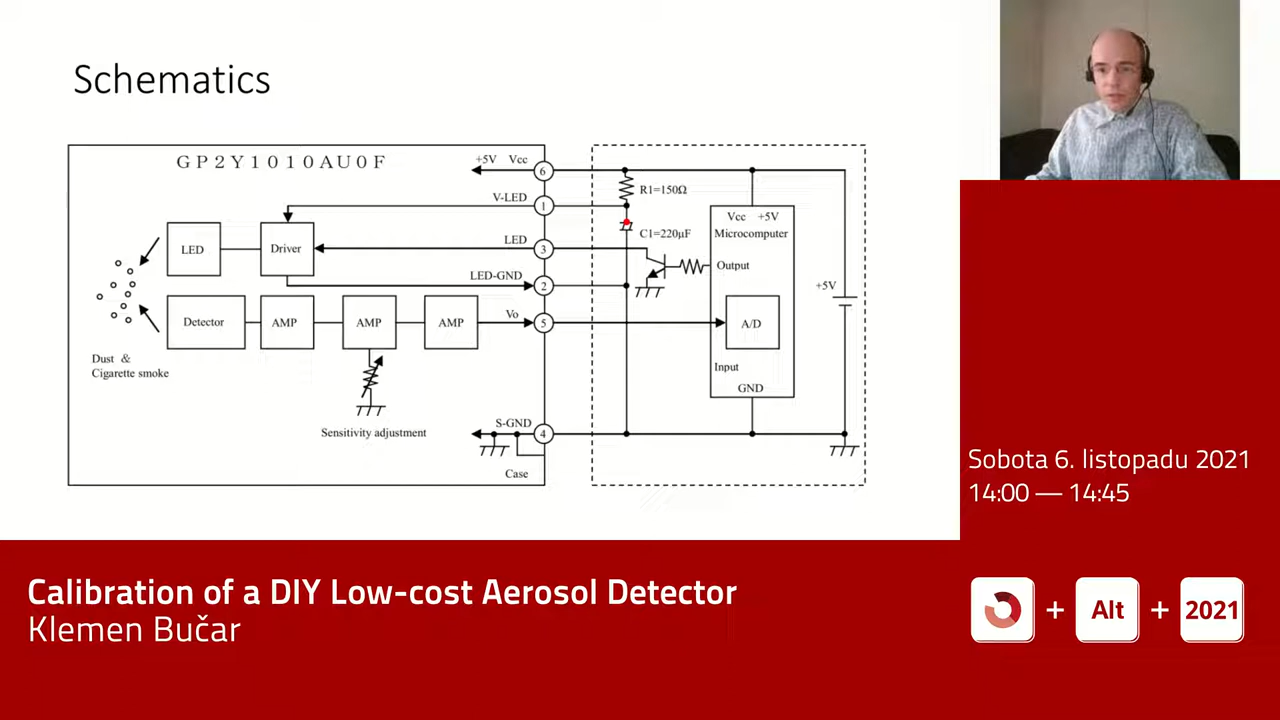 Schematics
GP2Y1010AU0F
+5V Vcc
6
V-LED
1
R1=150Ω
C1=220μF
Vcc +5V
Microcomputer
LED
Driver
LED
3
Output
LED-GND
2
+5V
Detector
AMP
AMP
AMP
Vo
5
A/D
Dust &
Cigarette smoke
Input
GND
Sensitivity adjustment
S-GND
4
Case
Sobota 6. listopadu 2021
14:00 — 14:45
Calibration of a DIY Low-cost Aerosol Detector
Klemen Bučar
+ Alt + 2021